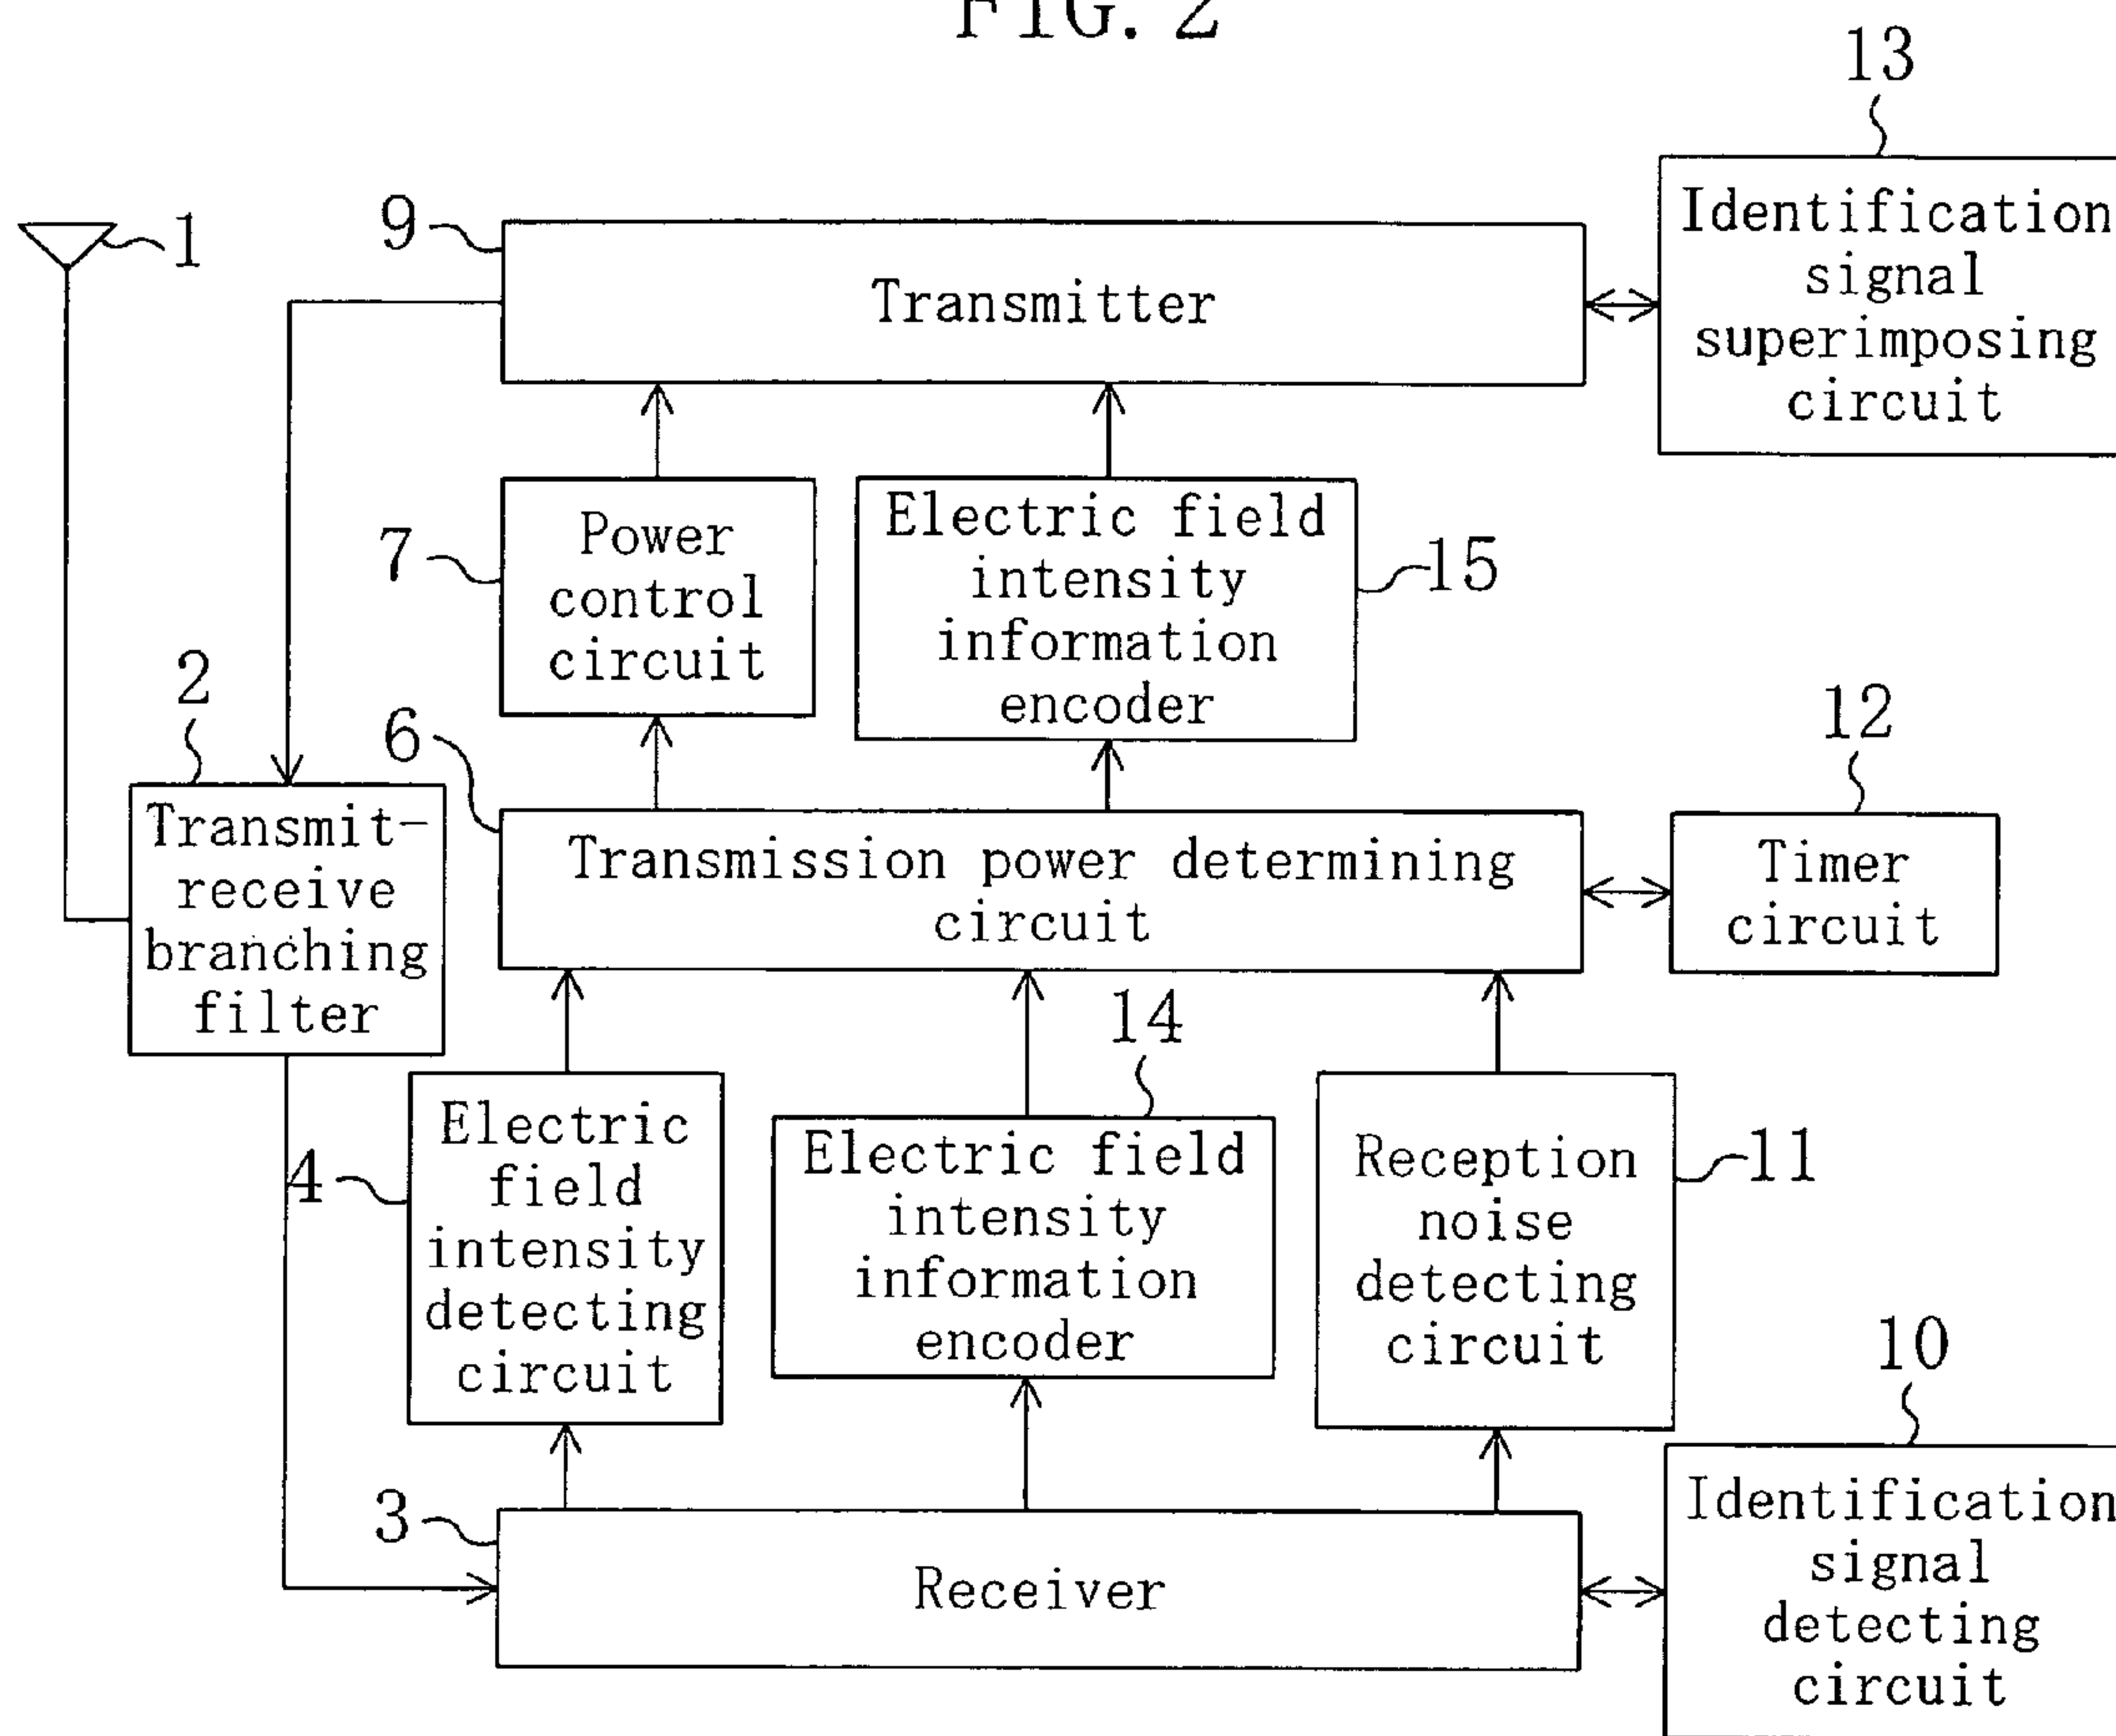 FIG. 2
13
Identification
signal
superimposing
circuit
1
9
Transmitter
7
Power
control
circuit
Electric field
intensity
information
encoder
15
2
Transmit-
receive
branching
filter
6
Transmission power determining
circuit
12
Timer
circuit
4
Electric
field
intensity
detecting
circuit
14
Electric field
intensity
information
encoder
Reception
noise
detecting
circuit
11
3
Receiver
10
Identification
signal
detecting
circuit